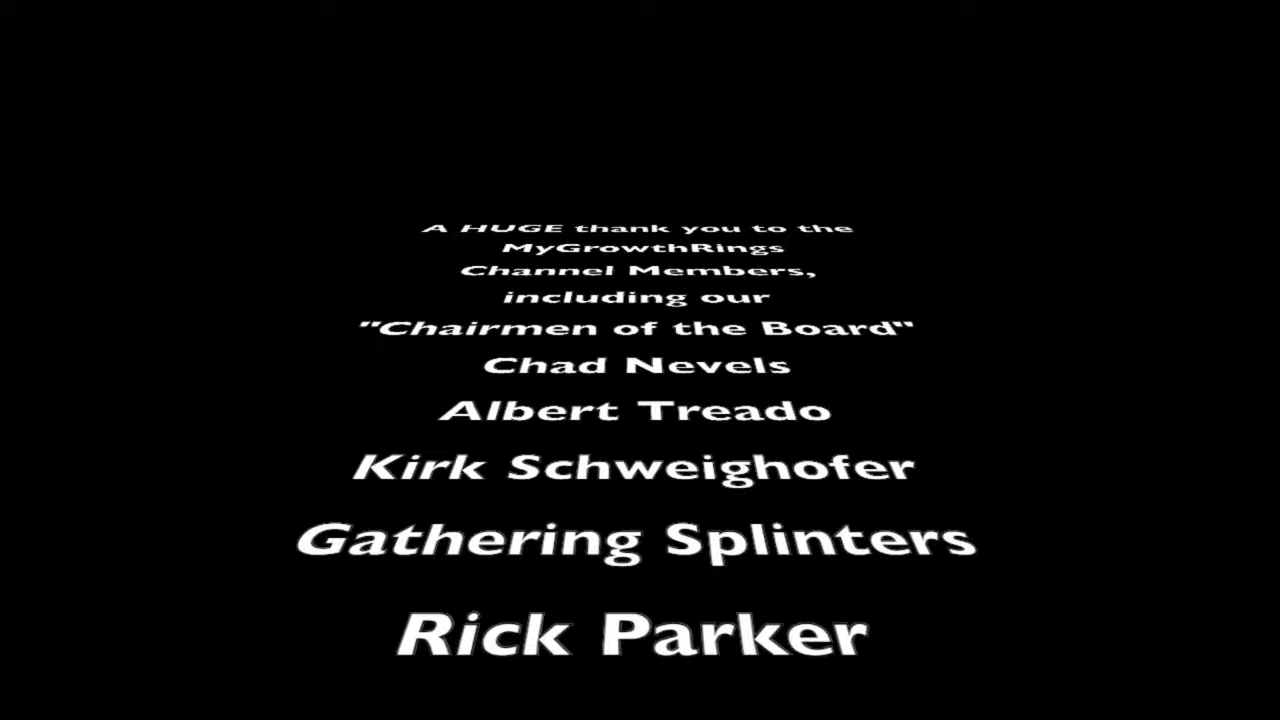 A HUGE thank you to the
MyGrowthRings
Channel Members,
including our
"Chairmen of the Board"
Chad Nevels
Albert Treado
Kirk Schweighofer
Gathering Splinters
Rick Parker